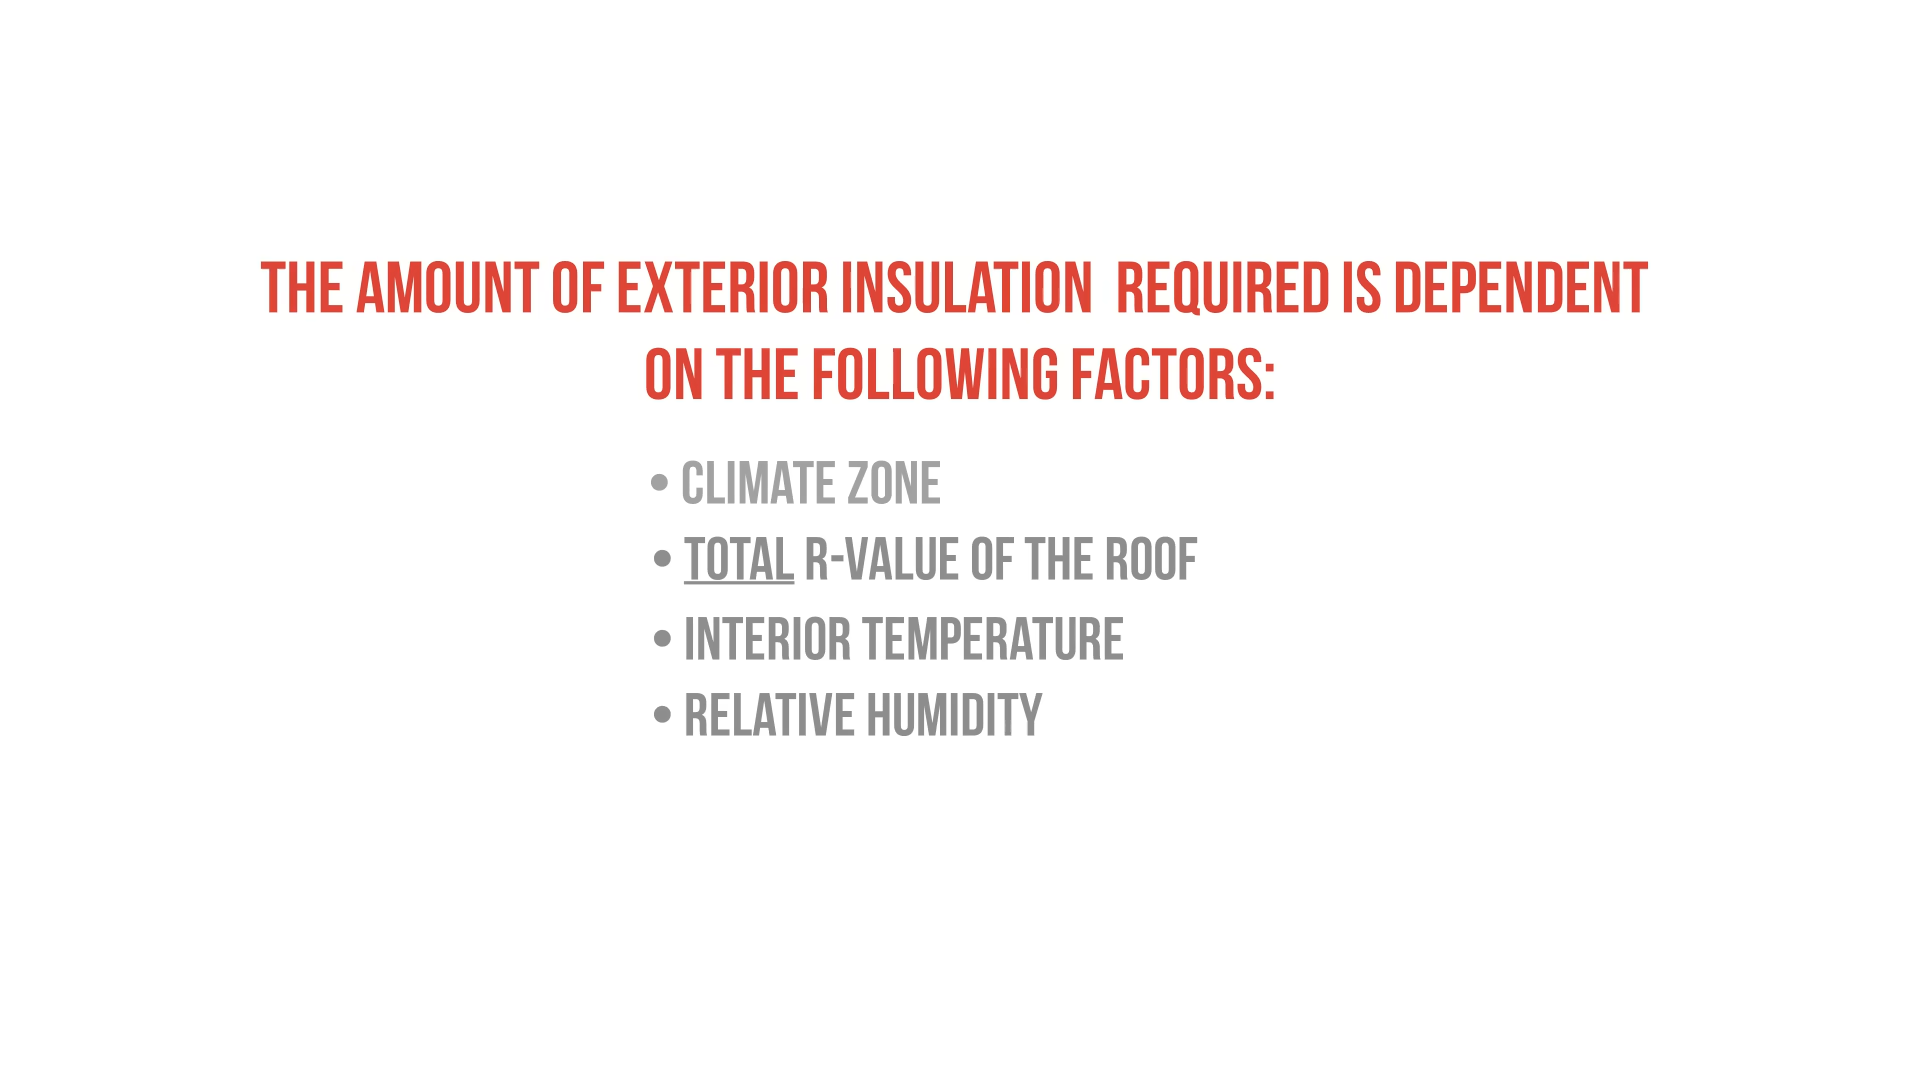 THE AMOUNT OF EXTERIOR INSULATION  REQUIRED IS DEPENDENT
ON THE FOLLOWING FACTORS:
• CLIMATE ZONE
• TOTAL R-VALUE OF THE ROOF
• INTERIOR TEMPERATURE
• RELATIVE HUMIDITY